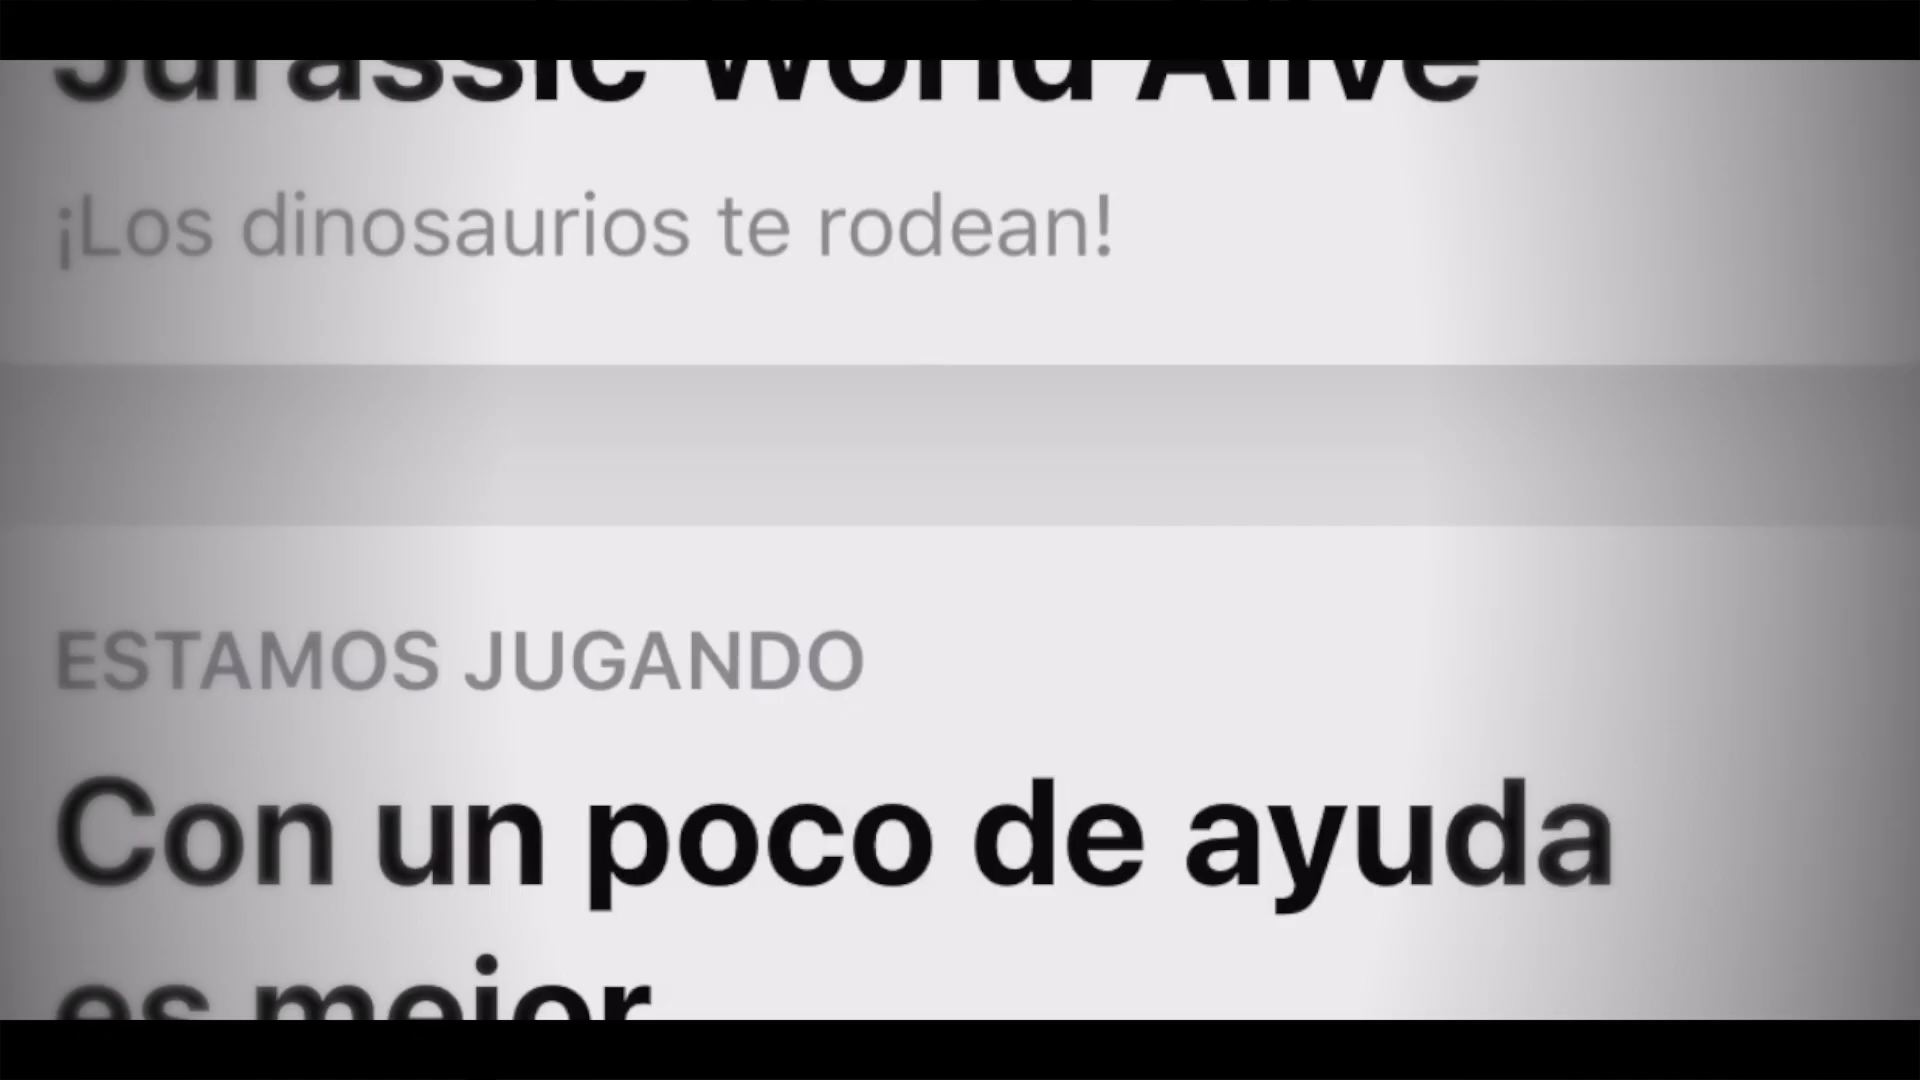 Jurassic World Alive
¡Los dinosaurios te rodean!
ESTAMOS JUGANDO
Con un poco de ayuda
es mejor